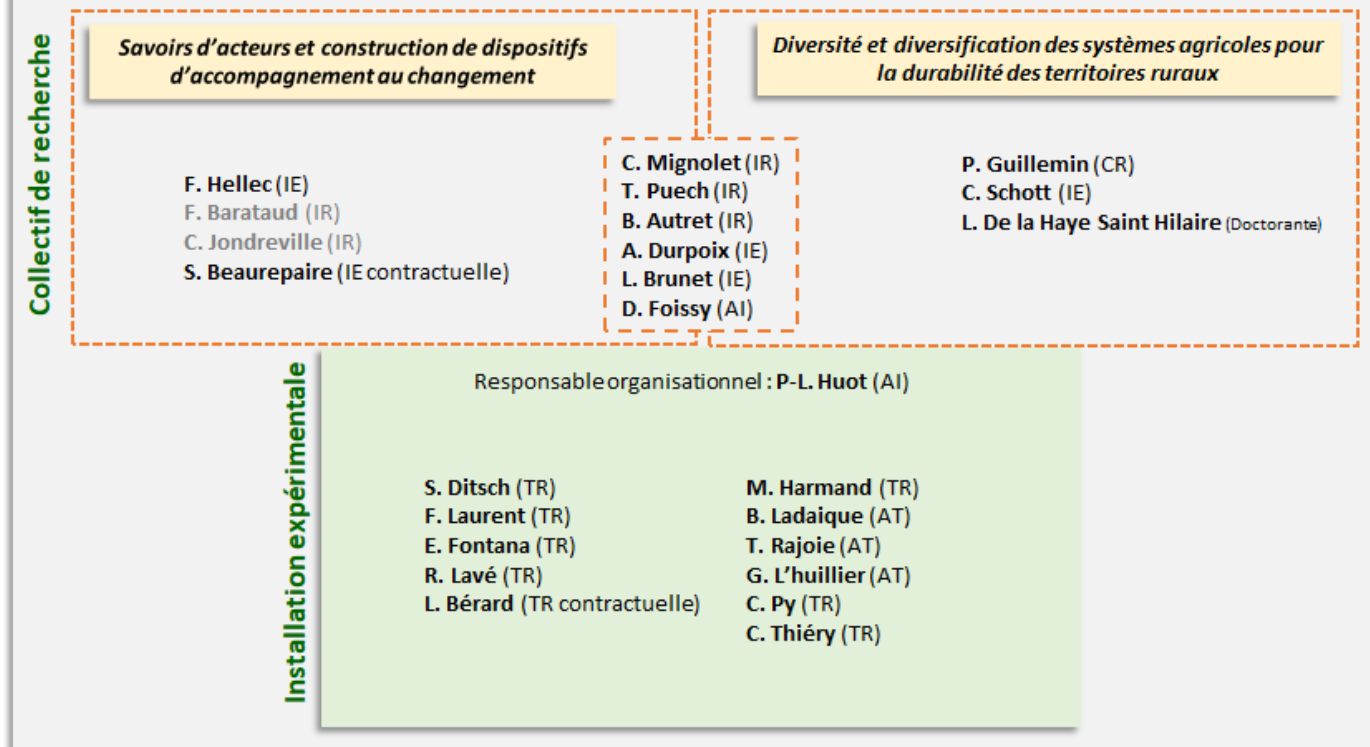 Collectif de recherche
Savoirs d'acteurs et construction de dispositifs
d'accompagnement au changement
F. Hellec (IE)
F. Barataud (IR)
C. Jondreville (IR)
S. Beaurepaire (IE contractuelle)
C. Mignolet (IR)
T. Puech (IR)
B. Autret (IR)
A. Durpoix (IE)
L. Brunet (IE)
D. Foissy (AI)
Diversité et diversification des systèmes agricoles pour
la durabilité des territoires ruraux
P. Guillemin (CR)
C. Schott (IE)
L. De la Haye Saint Hilaire (Doctorante)
Installation expérimentale
Responsable organisationnel : P-L. Huot (AI)
S. Ditsch (TR)
F. Laurent (TR)
E. Fontana (TR)
R. Lavé (TR)
L. Bérard (TR contractuelle)
M. Harmand (TR)
B. Ladaique (AT)
T. Rajoie (AT)
G. L'huillier (AT)
C. Py (TR)
C. Thiéry (TR)